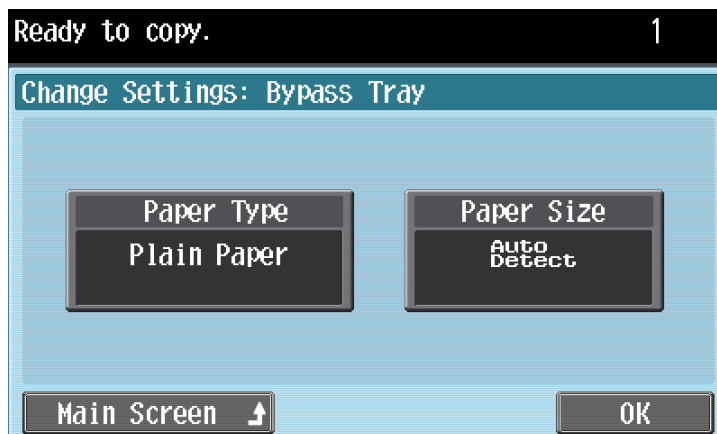 Ready to copy. 1
Change Settings: Bypass Tray
Paper Type
Plain Paper
Paper Size
Auto
Detect
Main Screen
OK